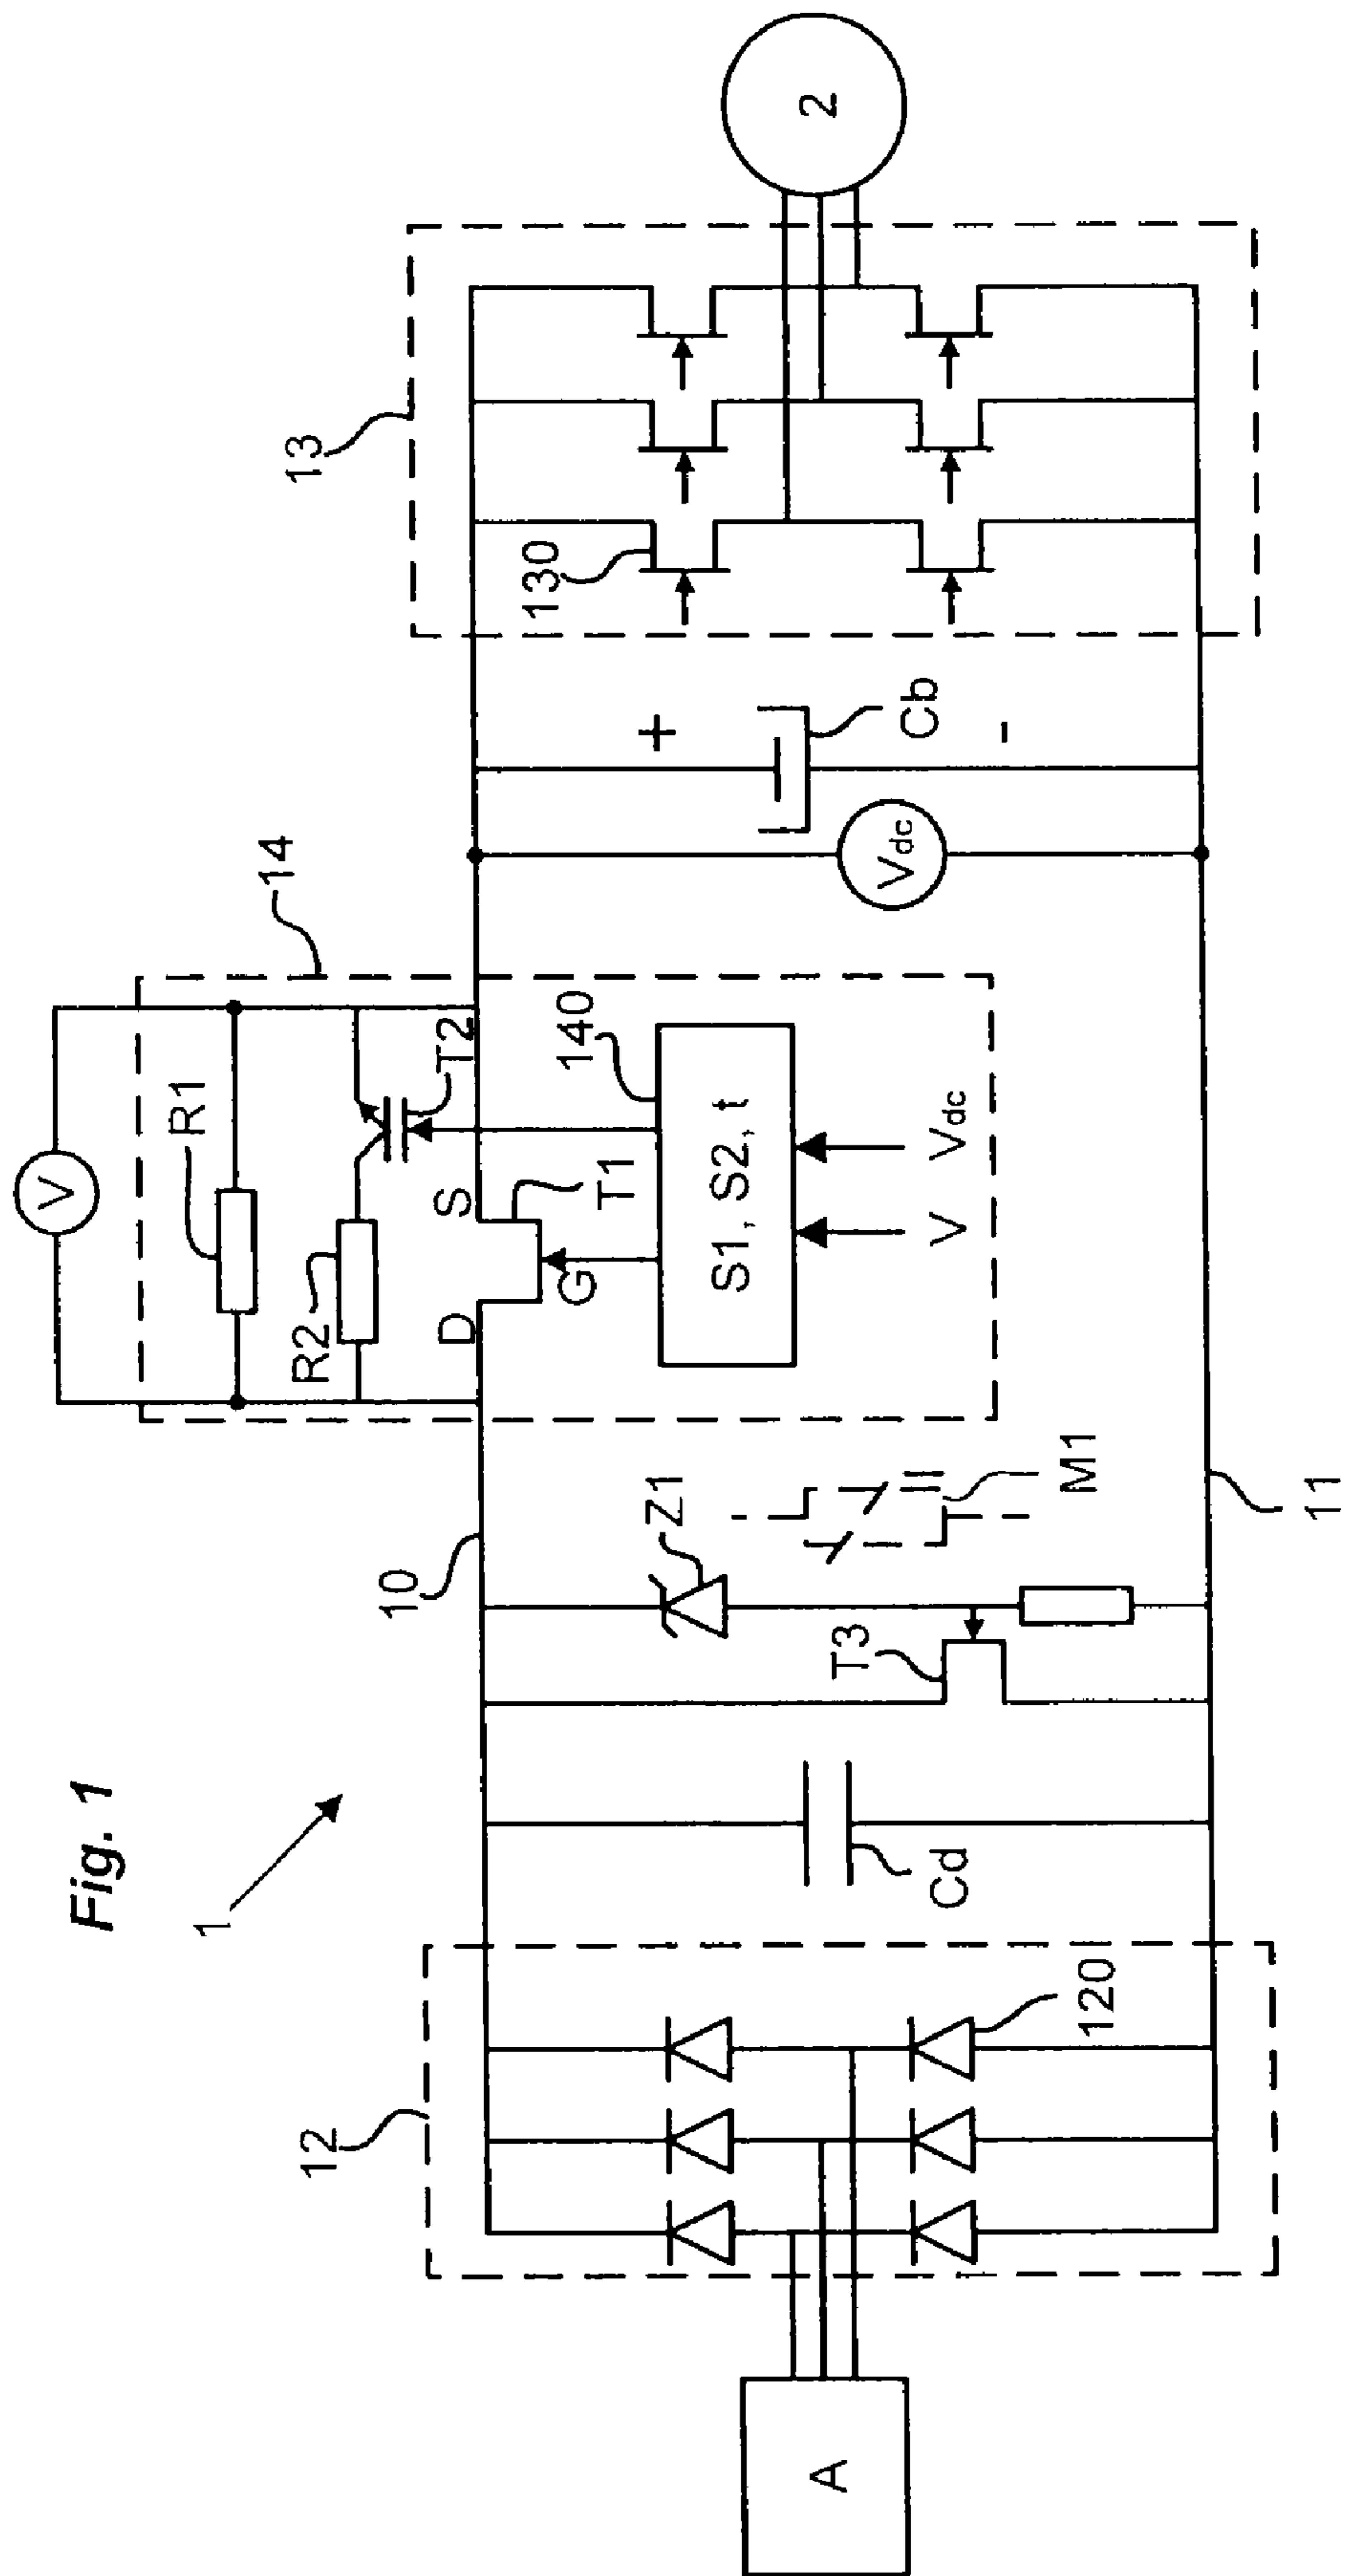 Fig. 1
1
A
12
120
Cd
T3
10
Z1
M1
11
14
V
R1
R2
T2
D
S
G
T1
140
S1, S2, t
V
Vdc
Vdc
+
Cb
-
13
130
2